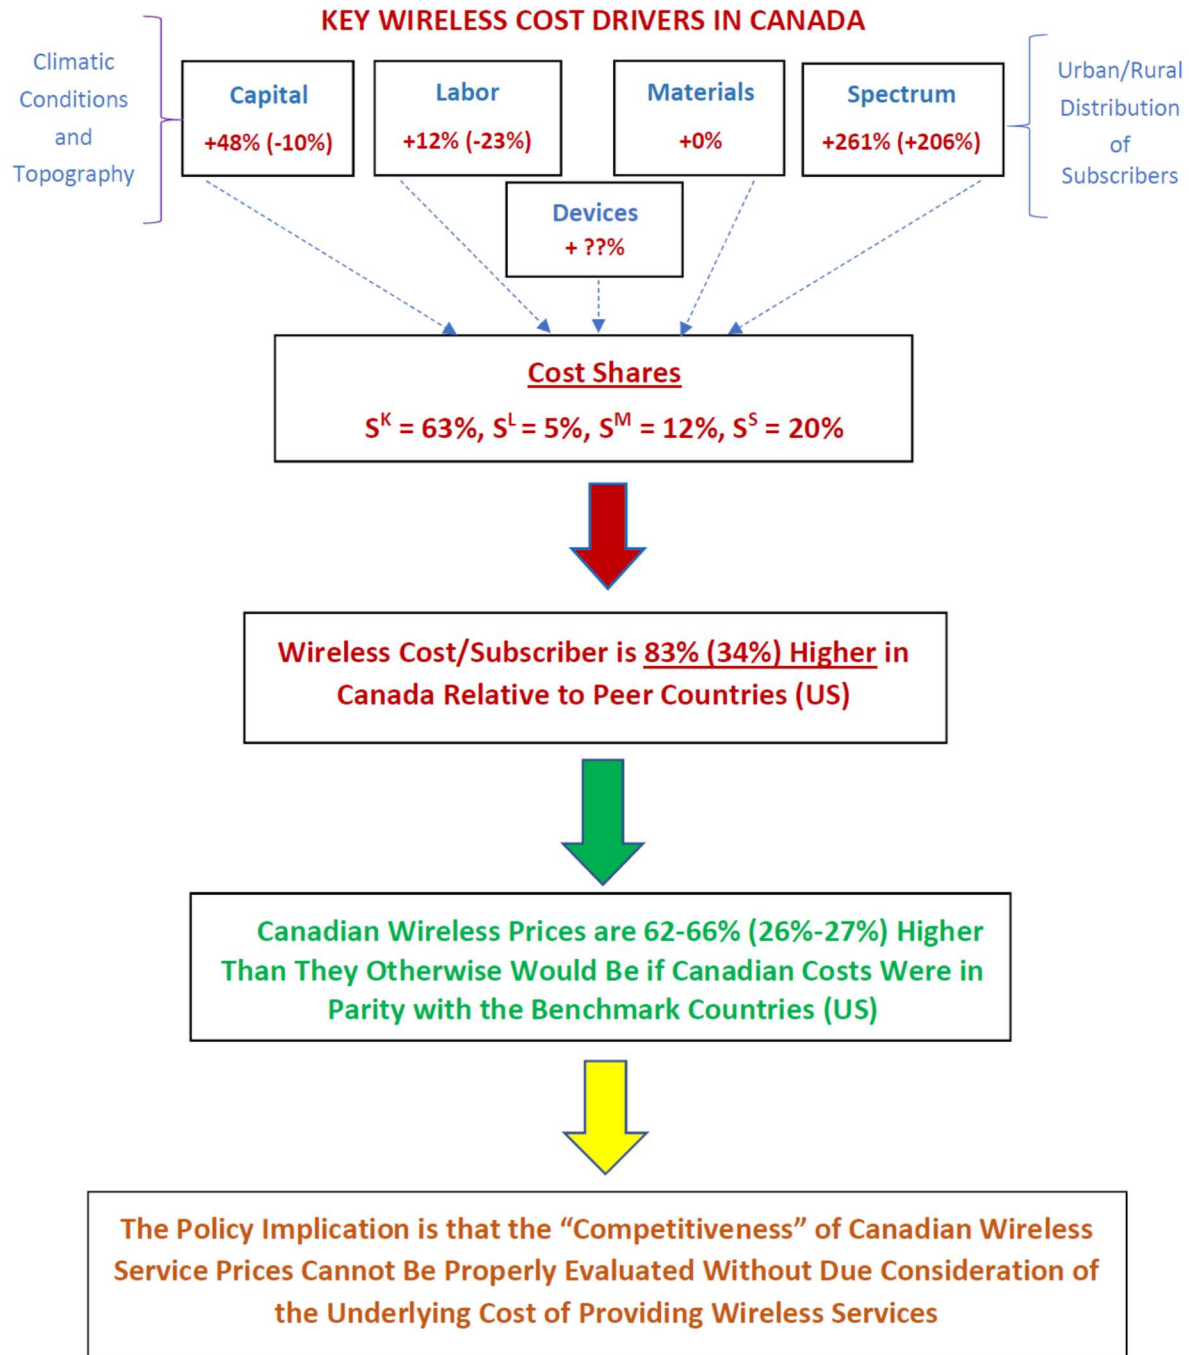 KEY WIRELESS COST DRIVERS IN CANADA
Climatic
Conditions
and
Topography
Capital
+48% (-10%)
Labor
+12% (-23%)
Materials
+0%
Spectrum
+261% (+206%)
Urban/Rural
Distribution
of
Subscribers
Devices
+ ??%
Cost Shares
S^K = 63%, S^L = 5%, S^M = 12%, S^S = 20%
Wireless Cost/Subscriber is 83% (34%) Higher in
Canada Relative to Peer Countries (US)
Canadian Wireless Prices are 62-66% (26%-27%) Higher
Than They Otherwise Would Be if Canadian Costs Were in
Parity with the Benchmark Countries (US)
The Policy Implication is that the “Competitiveness” of Canadian Wireless
Service Prices Cannot Be Properly Evaluated Without Due Consideration of
the Underlying Cost of Providing Wireless Services